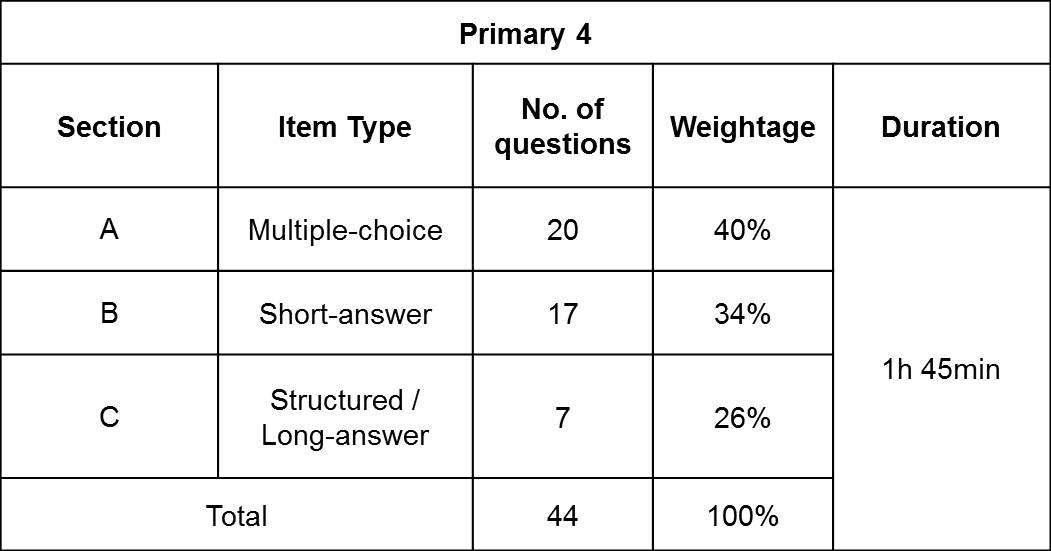 Primary 4
Section Item Type No. of questions Weightage Duration
A Multiple-choice 20 40% 1h 45min
B Short-answer 17 34%
C Structured / Long-answer 7 26%
Total 44 100%